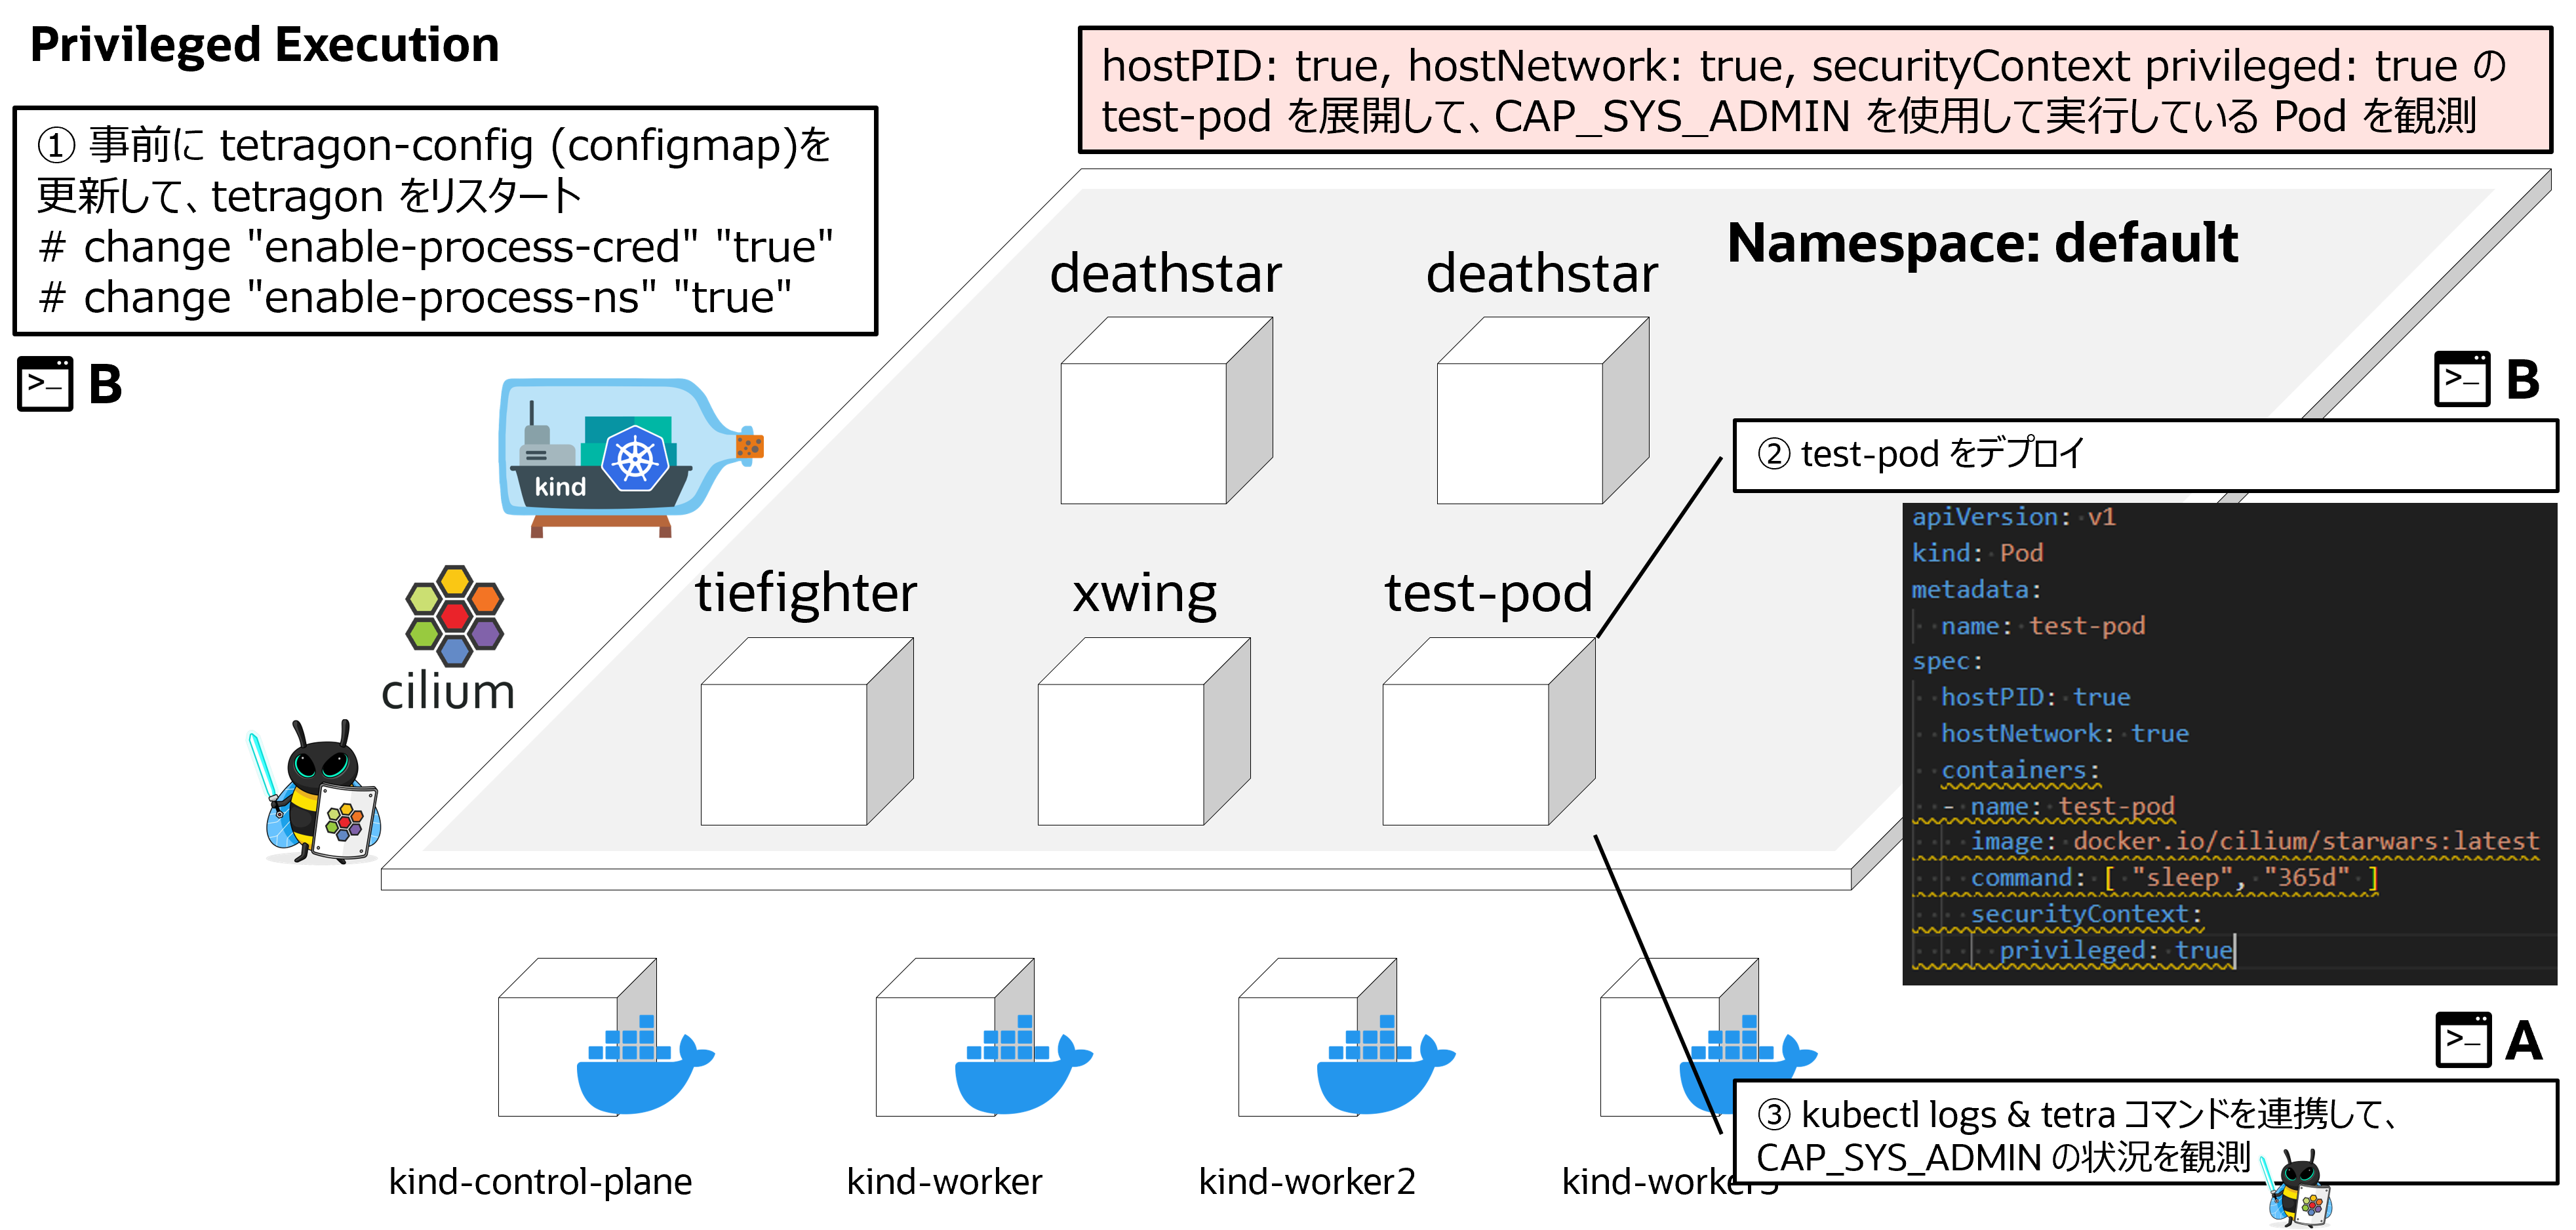 Privileged Execution
hostPID: true, hostNetwork: true, securityContext privileged: true の
test-pod を展開して、CAP_SYS_ADMIN を使用して実行している Pod を観測
① 事前に tetragon-config (configmap)を
更新して、tetragon をリスタート
# change "enable-process-cred" "true"
# change "enable-process-ns" "true"
>_ B
Namespace: default
deathstar
deathstar
>_ B
kind
② test-pod をデプロイ
apiVersion: v1
kind: Pod
metadata:
name: test-pod
spec:
hostPID: true
hostNetwork: true
containers:
- name: test-pod
image: docker.io/cilium/starwars:latest
command: [ "sleep", "365d" ]
securityContext:
privileged: true
tiefighter
xwing
test-pod
cilium
>_ A
③ kubectl logs & tetra コマンドを連携して、
CAP_SYS_ADMIN の状況を観測
kind-control-plane
kind-worker
kind-worker2
kind-worker3